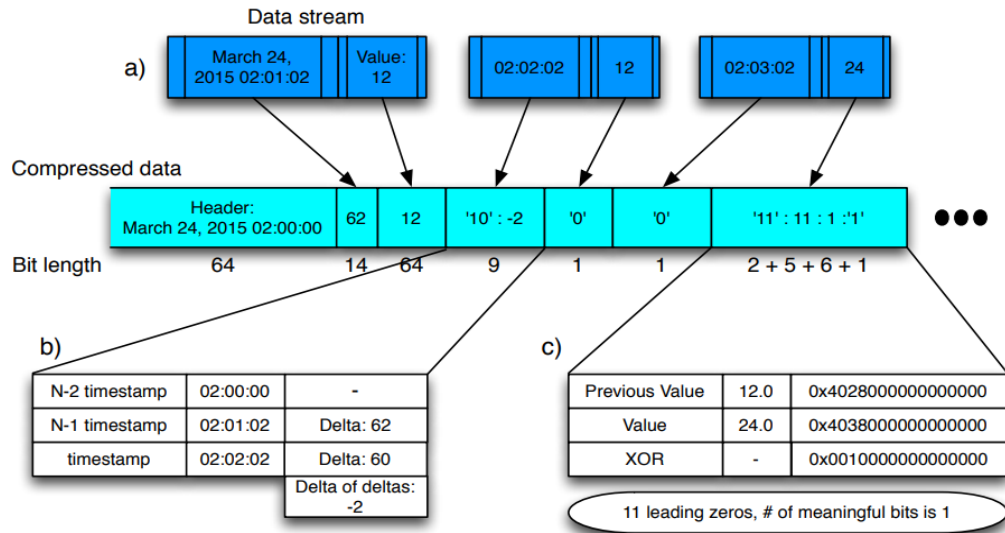 Data stream
a)
March 24,
2015 02:01:02
Value:
12
02:02:02
12
02:03:02
24
Compressed data
Header:
March 24, 2015 02:00:00
62
12
'10' : -2
'0'
'0'
'11' : 11 : 1 :'1'
Bit length
64
14
64
9
1
1
2 + 5 + 6 + 1
b)
N-2 timestamp 02:00:00 -
N-1 timestamp 02:01:02 Delta: 62
timestamp 02:02:02 Delta: 60
Delta of deltas:
-2
c)
Previous Value 12.0 0x4028000000000000
Value 24.0 0x4038000000000000
XOR - 0x0010000000000000
11 leading zeros, # of meaningful bits is 1